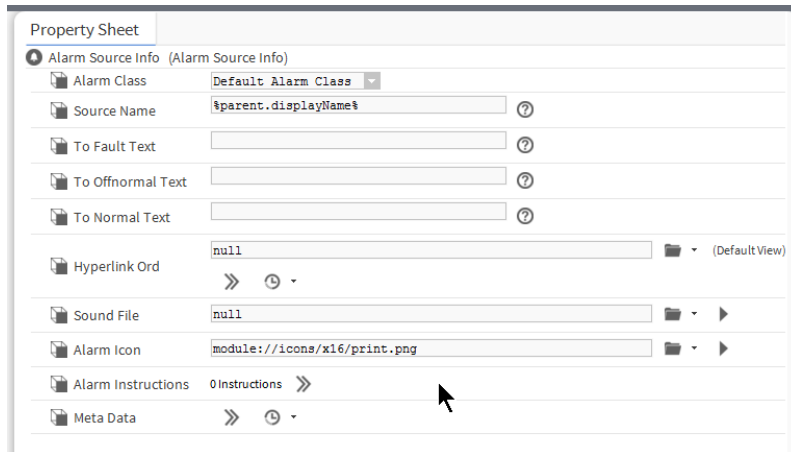 Property Sheet
Alarm Source Info (Alarm Source Info)
Alarm Class Default Alarm Class
Source Name %parent.displayName%
To Fault Text
To Offnormal Text
To Normal Text
Hyperlink Ord null (Default View)
Sound File null
Alarm Icon module://icons/x16/print.png
Alarm Instructions 0 Instructions
Meta Data